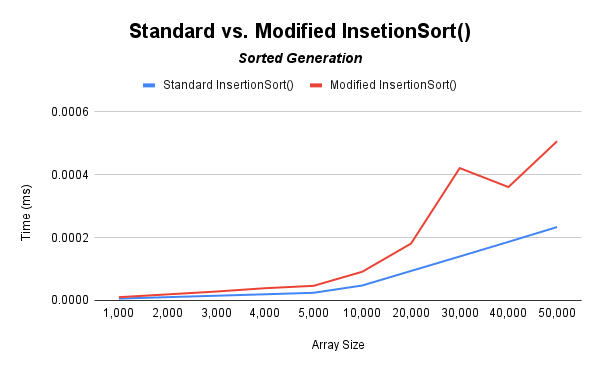 Standard vs. Modified InsetionSort()
Sorted Generation
Standard InsertionSort() Modified InsertionSort()
0.0006
0.0004
0.0002
0.0000
Time (ms)
1,000 2,000 3,000 4,000 5,000 10,000 20,000 30,000 40,000 50,000
Array Size